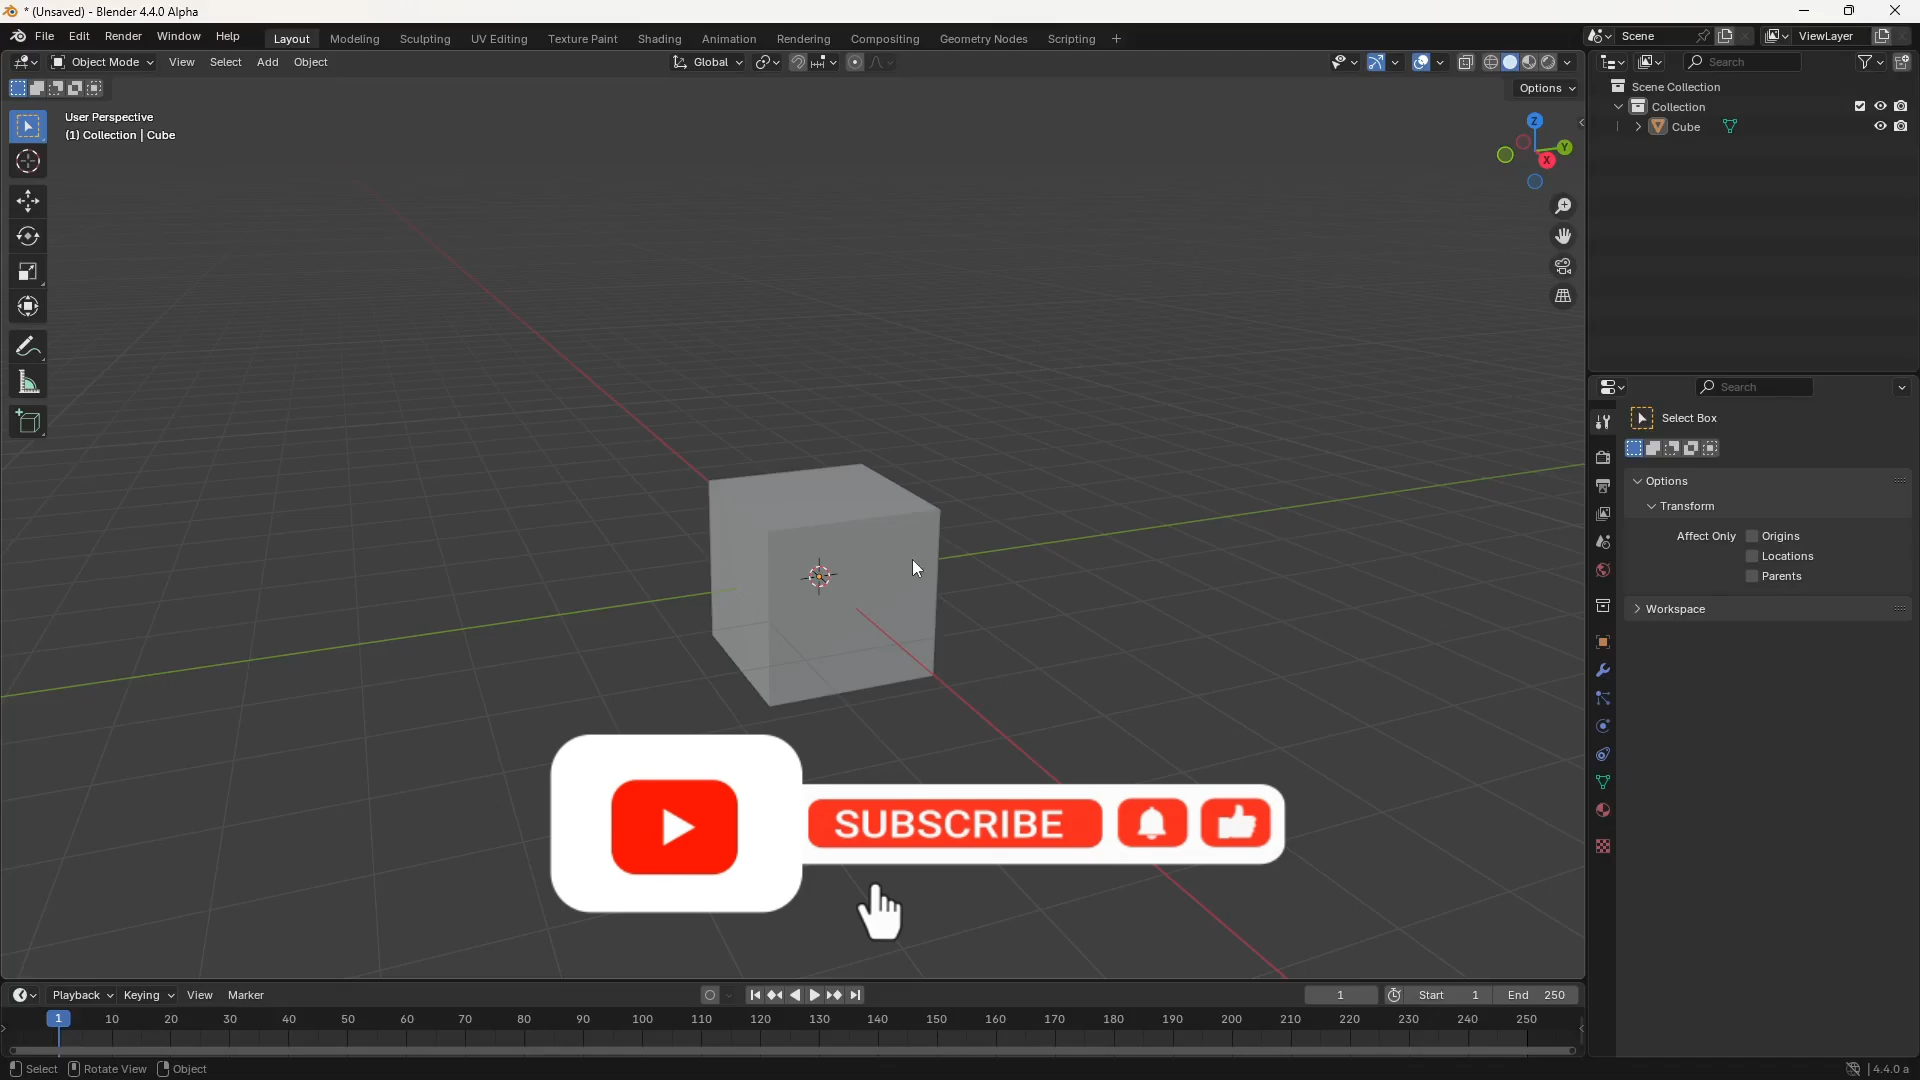 * (Unsaved) - Blender 4.4.0 Alpha
File Edit Render Window Help Layout Modeling Sculpting UV Editing Texture Paint Shading Animation Rendering Compositing Geometry Nodes Scripting + Scene ViewLayer
Object Mode View Select Add Object Global Search
Options
User Perspective
(1) Collection | Cube
Scene Collection
Collection
Cube
Z
Y
X
Search
Select Box
Options
Transform
Affect Only Origins
Locations
Parents
Workspace
SUBSCRIBE
Playback Keying View Marker 1 Start 1 End 250
1 10 20 30 40 50 60 70 80 90 100 110 120 130 140 150 160 170 180 190 200 210 220 230 240 250
Select Rotate View Object 4.4.0 a